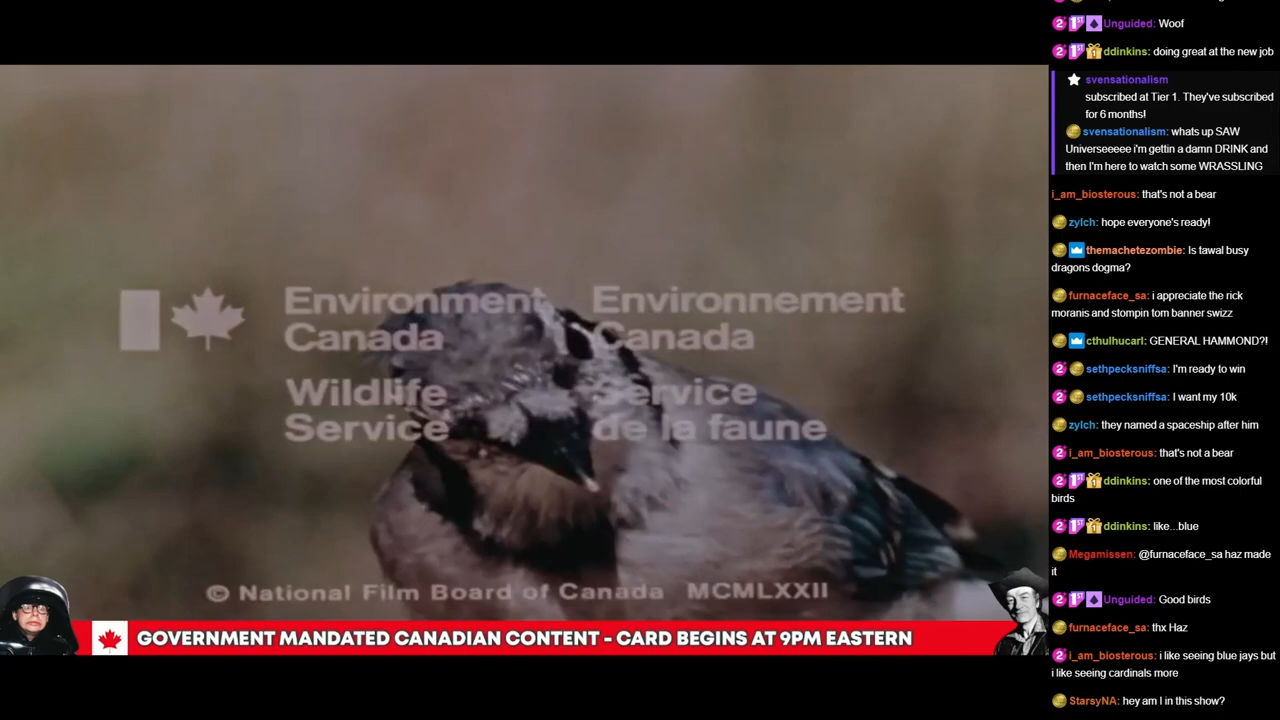 Environment
Canada
Environnement
Canada
Wildlife
Service
Service
de la faune
© National Film Board of Canada MCMLXXII
GOVERNMENT MANDATED CANADIAN CONTENT - CARD BEGINS AT 9PM EASTERN
Unguided: Woof
ddinkins: doing great at the new job
svensationalism
subscribed at Tier 1. They've subscribed
for 6 months!
svensationalism: whats up SAW
Universeeeee i'm gettin a damn DRINK and
then I'm here to watch some WRASSLING
i_am_biosterous: that's not a bear
zylch: hope everyone's ready!
themachetezombie: Is tawal busy
dragons dogma?
furnaceface_sa: i appreciate the rick
moranis and stompin tom banner swizz
cthulhucarl: GENERAL HAMMOND?!
sethpecksniffsa: I'm ready to win
sethpecksniffsa: I want my 10k
zylch: they named a spaceship after him
i_am_biosterous: that's not a bear
ddinkins: one of the most colorful
birds
ddinkins: like...blue
Megamissen: @furnaceface_sa haz made
it
Unguided: Good birds
furnaceface_sa: thx Haz
i_am_biosterous: i like seeing blue jays but
i like seeing cardinals more
StarsyNA: hey am I in this show?